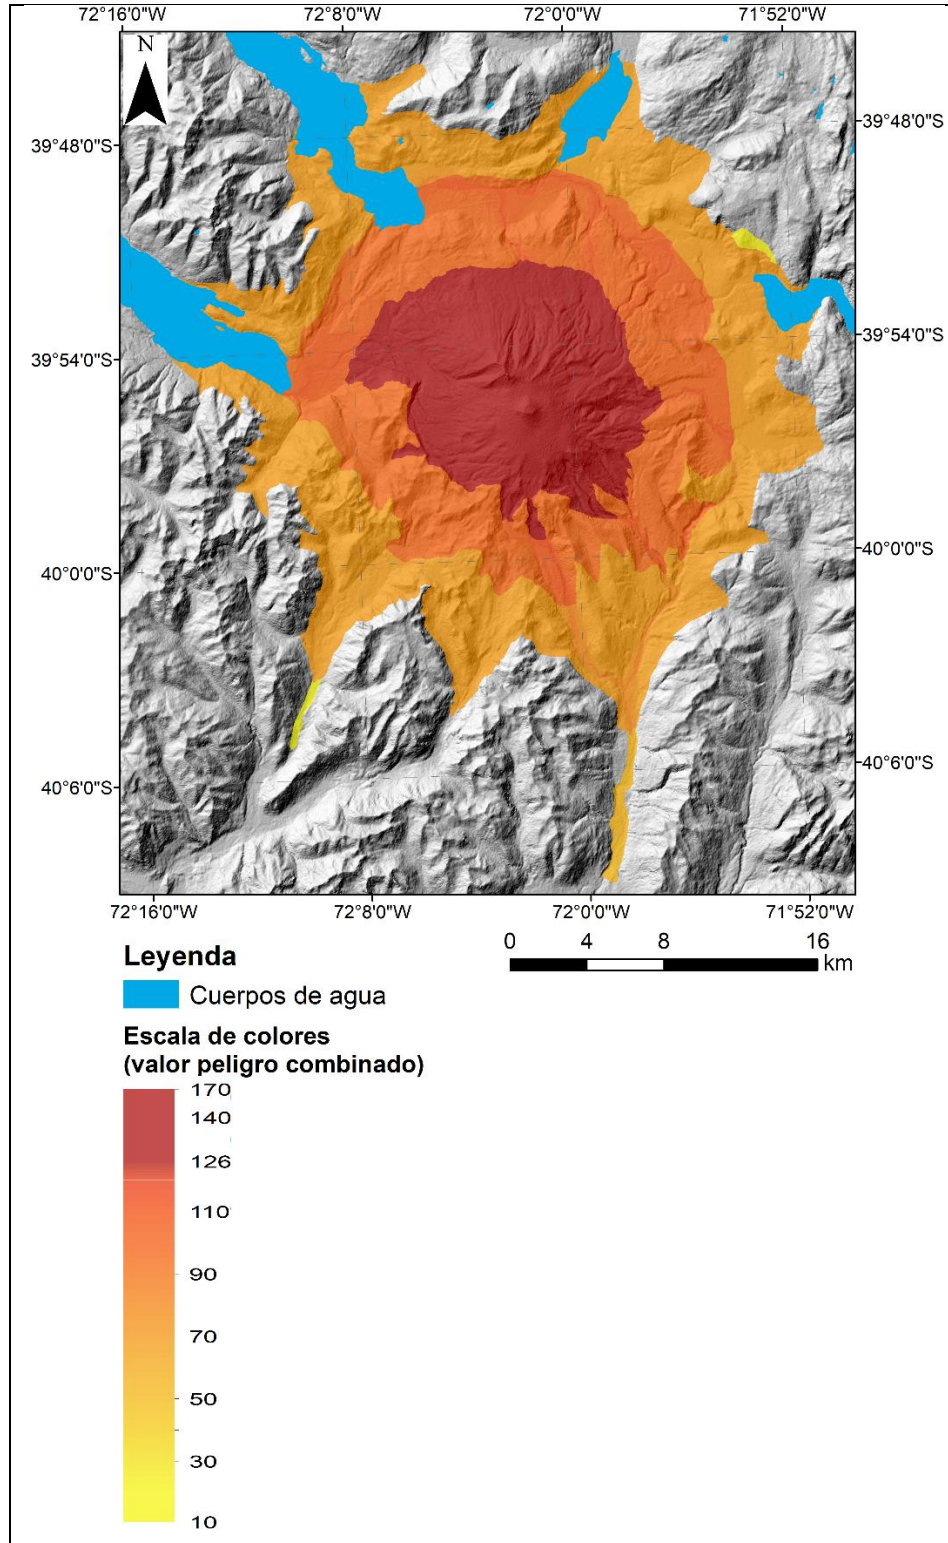 72°16'0"W 72°8'0"W 72°0'0"W 71°52'0"W
N
39°48'0"S 39°48'0"S
39°54'0"S 39°54'0"S
40°0'0"S 40°0'0"S
40°6'0"S 40°6'0"S
72°16'0"W 72°8'0"W 72°0'0"W 71°52'0"W
0 4 8 16
km
Leyenda
Cuerpos de agua
Escala de colores
(valor peligro combinado)
170
140
126
110
90
70
50
30
10